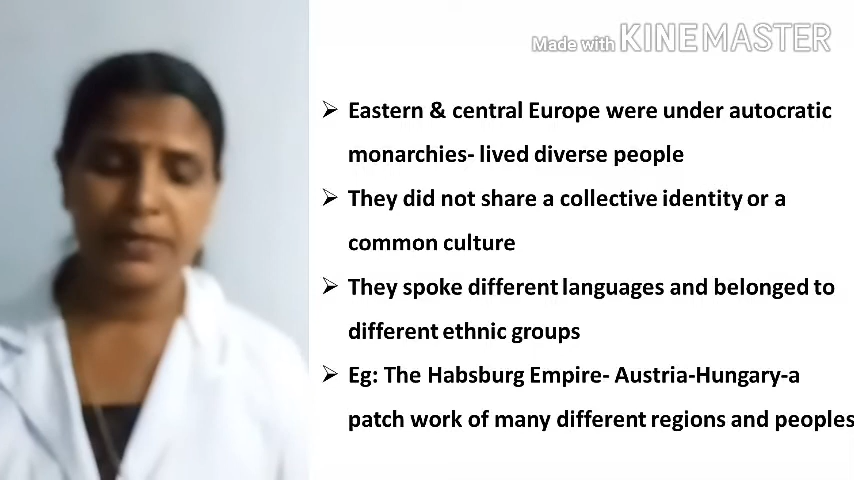 Made with KINEMASTER
➢ Eastern & central Europe were under autocratic
monarchies- lived diverse people
➢ They did not share a collective identity or a
common culture
➢ They spoke different languages and belonged to
different ethnic groups
➢ Eg: The Habsburg Empire- Austria-Hungary-a
patch work of many different regions and peoples